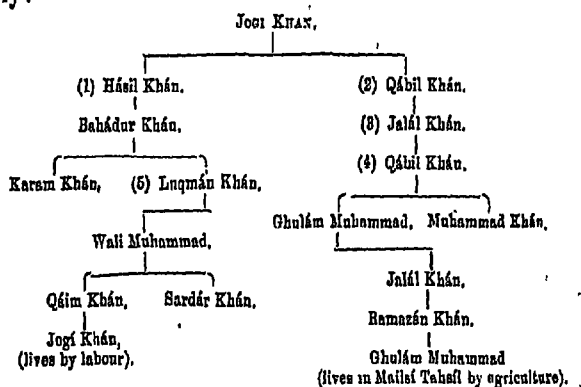 JOGI KHAN.
(1) Hásil Khán. (2) Qábil Khán.
Bahádur Khán. (3) Jalál Khán.
(4) Qábil Khán.
Karam Khán, (5) Luqmán Khán.
Ghulám Muhammad, Muhammad Khán.
Wali Muhammad.
Jalál Khán.
Qáim Khán, Sardár Khán.
Ramazán Khán.
Jogí Khán,
(lives by labour).
Ghulám Muhammad
(lives in Mailsí Tahsíl by agriculture).